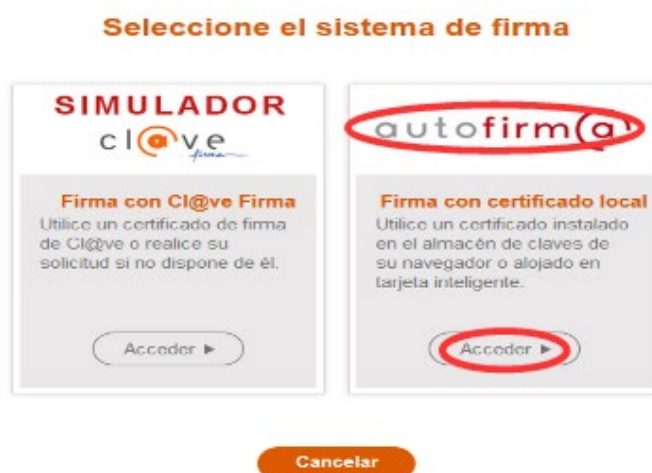 Seleccione el sistema de firma
SIMULADOR
cl@ve
firma
Firma con Cl@ve Firma
Utilice un certificado de firma
de Cl@ve o realice su
solicitud si no dispone de él.
Acceder ►
autofirm@
Firma con certificado local
Utilice un certificado instalado
en el almacén de claves de
su navegador o alojado en
tarjeta inteligente.
Acceder ►
Cancelar